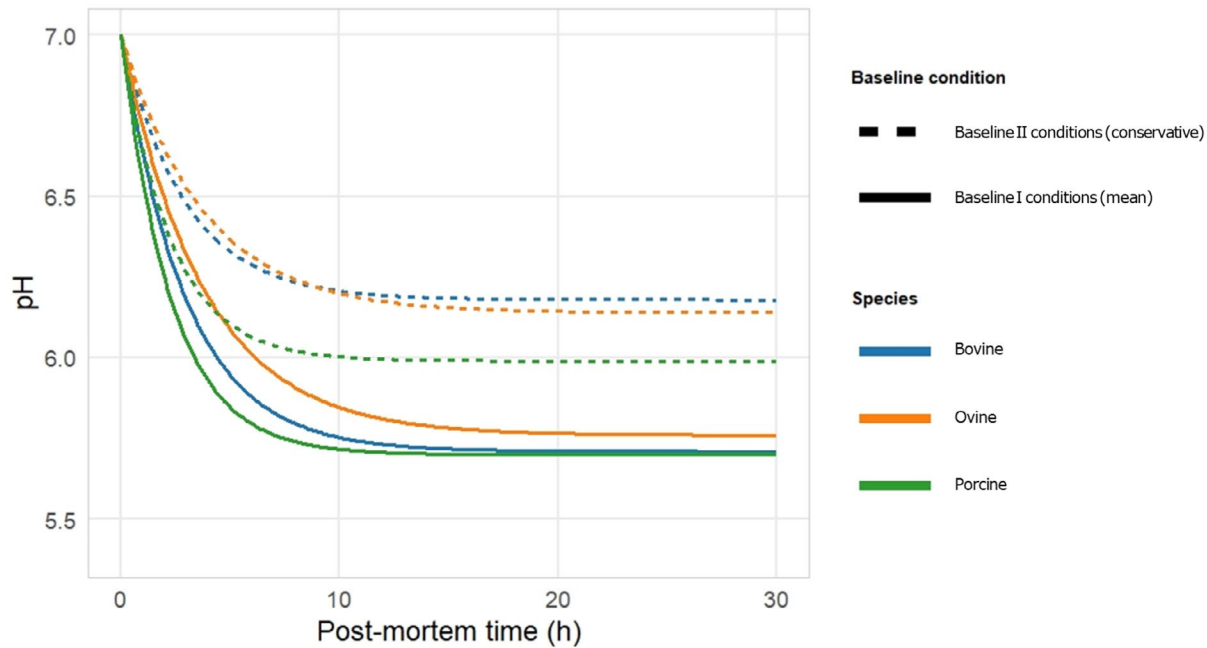 7.0
6.5
6.0
5.5
pH
0 10 20 30
Post-mortem time (h)
Baseline condition
Baseline II conditions (conservative)
Baseline I conditions (mean)
Species
Bovine
Ovine
Porcine